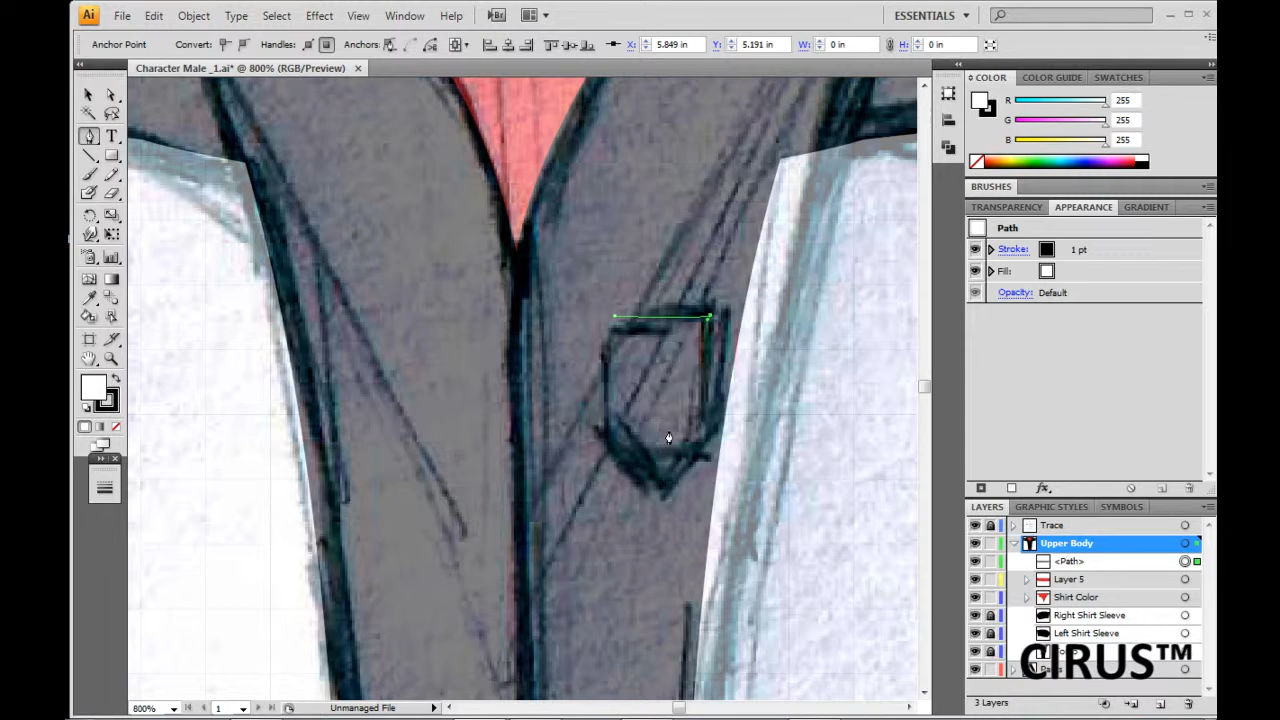 Ai File Edit Object Type Select Effect View Window Help Br ESSENTIALS
Anchor Point Convert: Handles: Anchors: X: 5.849 in Y: 5.191 in W: 0 in H: 0 in
Character Male _1.ai* @ 800% (RGB/Preview)
COLOR COLOR GUIDE SWATCHES
R 255
G 255
B 255
BRUSHES
TRANSPARENCY APPEARANCE GRADIENT
Path
Stroke: 1 pt
Fill:
Opacity: Default
fx
LAYERS GRAPHIC STYLES SYMBOLS
Trace
Upper Body
<Path>
Layer 5
Shirt Color
Right Shirt Sleeve
Left Shirt Sleeve
CIRUS™
3 Layers
800% 1 Unmanaged File